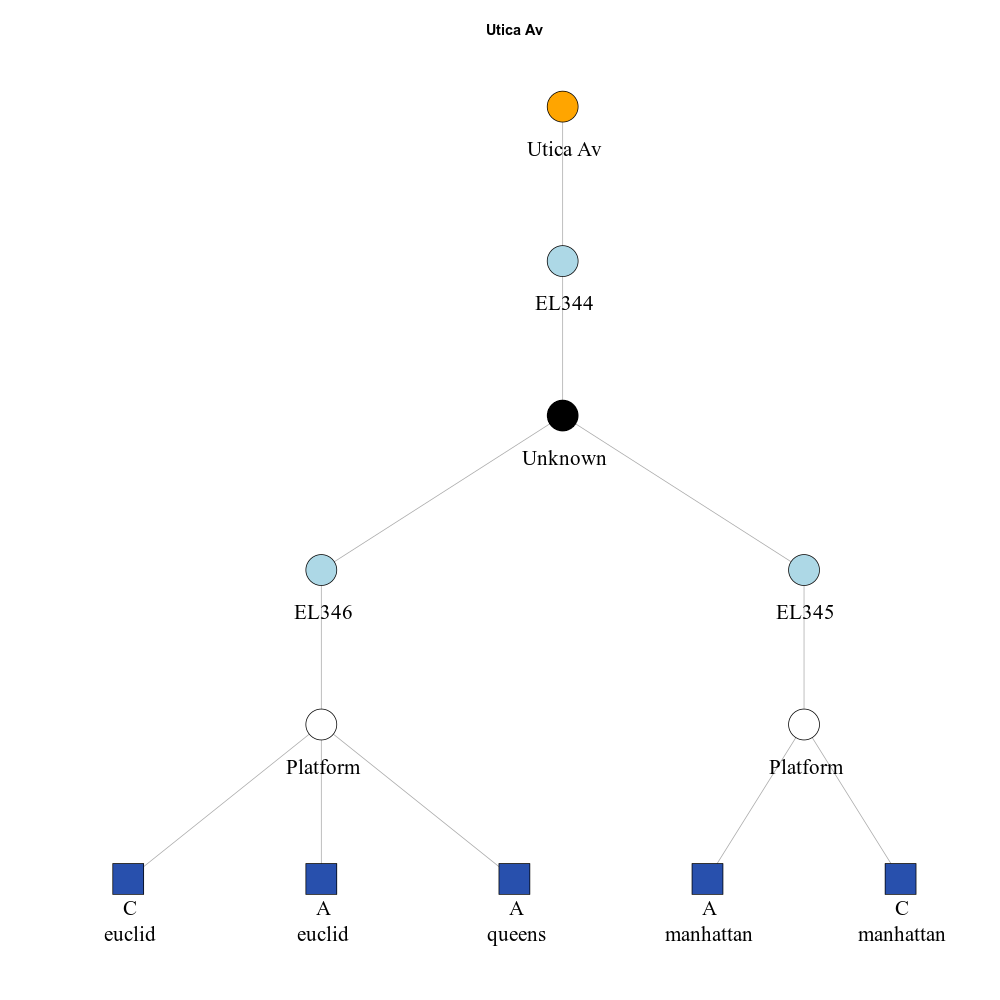 Utica Av
Utica Av
EL344
Unknown
EL346
EL345
Platform
Platform
C
euclid
A
euclid
A
queens
A
manhattan
C
manhattan